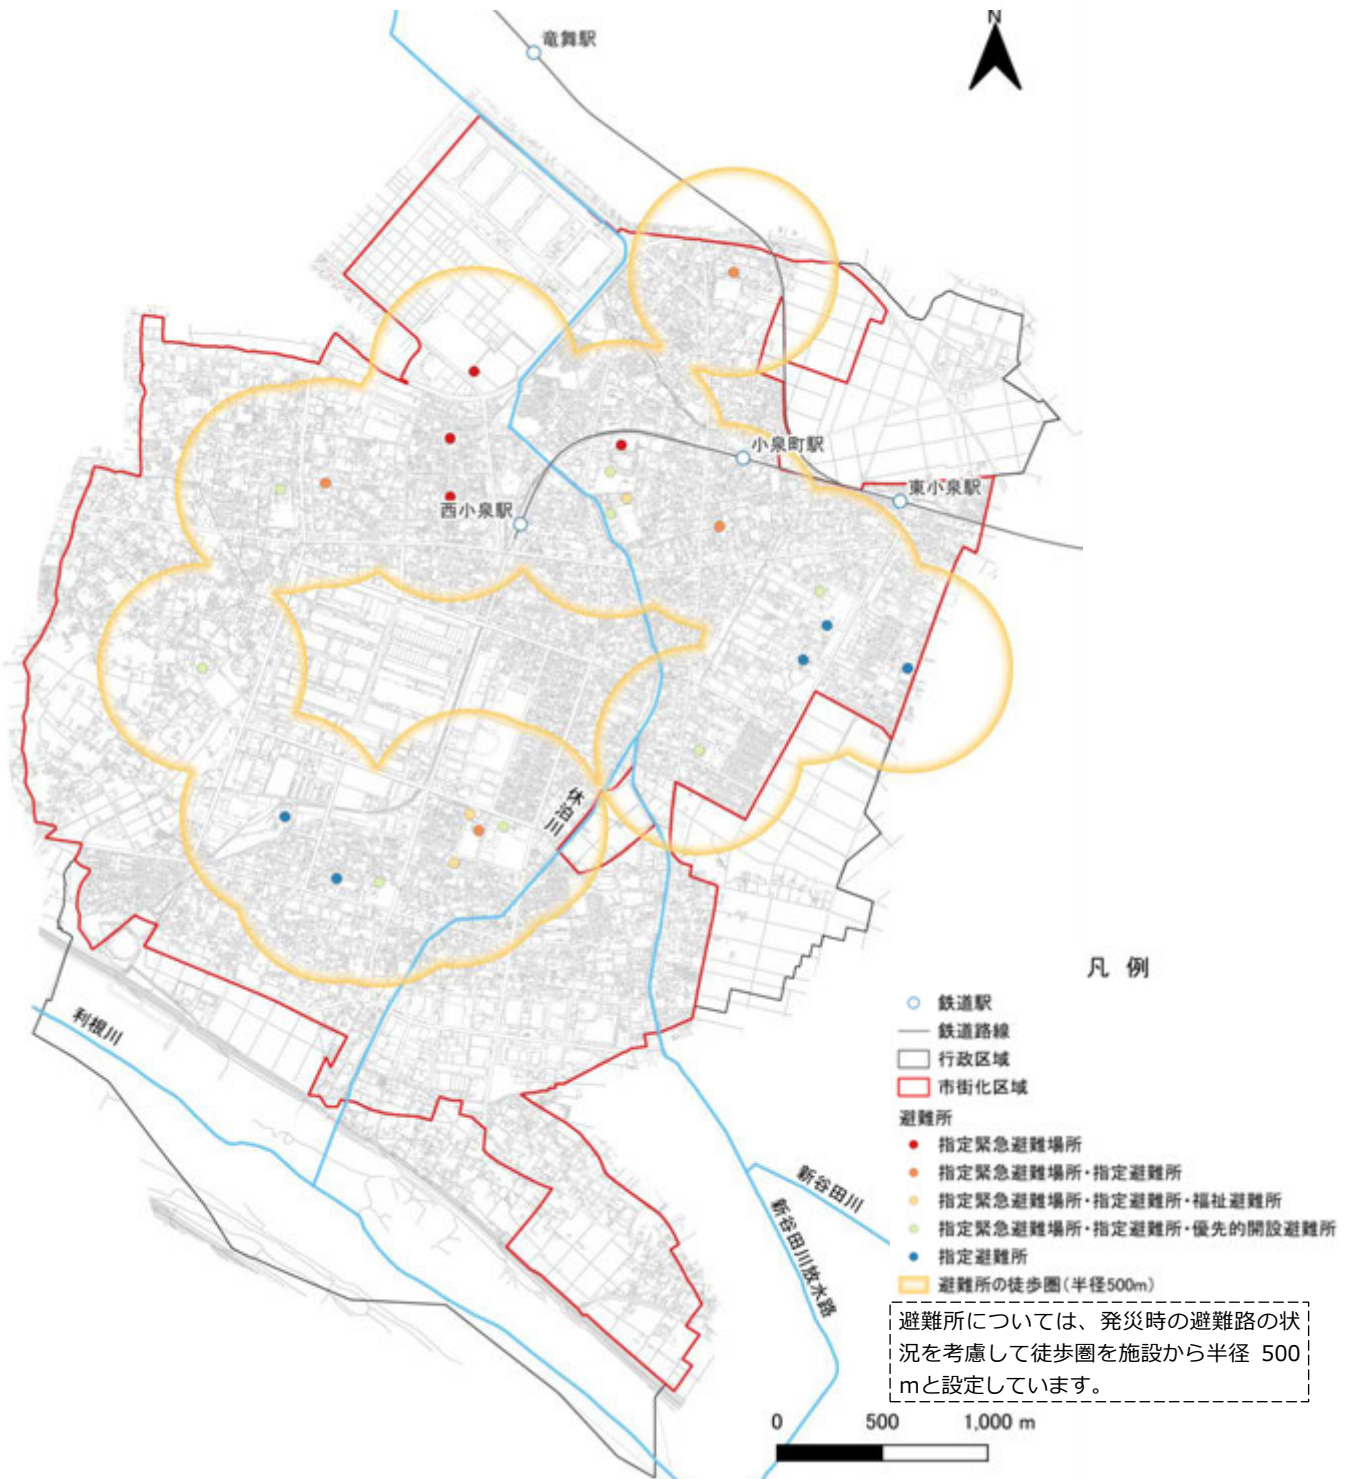 N
竜舞駅
小泉町駅
東小泉駅
西小泉駅
休泊川
利根川
新谷田川
新谷田川放水路
凡 例
鉄道駅
鉄道路線
行政区域
市街化区域
避難所
指定緊急避難場所
指定緊急避難場所・指定避難所
指定緊急避難場所・指定避難所・福祉避難所
指定緊急避難場所・指定避難所・優先的開設避難所
指定避難所
避難所の徒歩圏(半径500m)
避難所については、発災時の避難路の状
況を考慮して徒歩圏を施設から半径 500
mと設定しています。
0 500 1,000 m